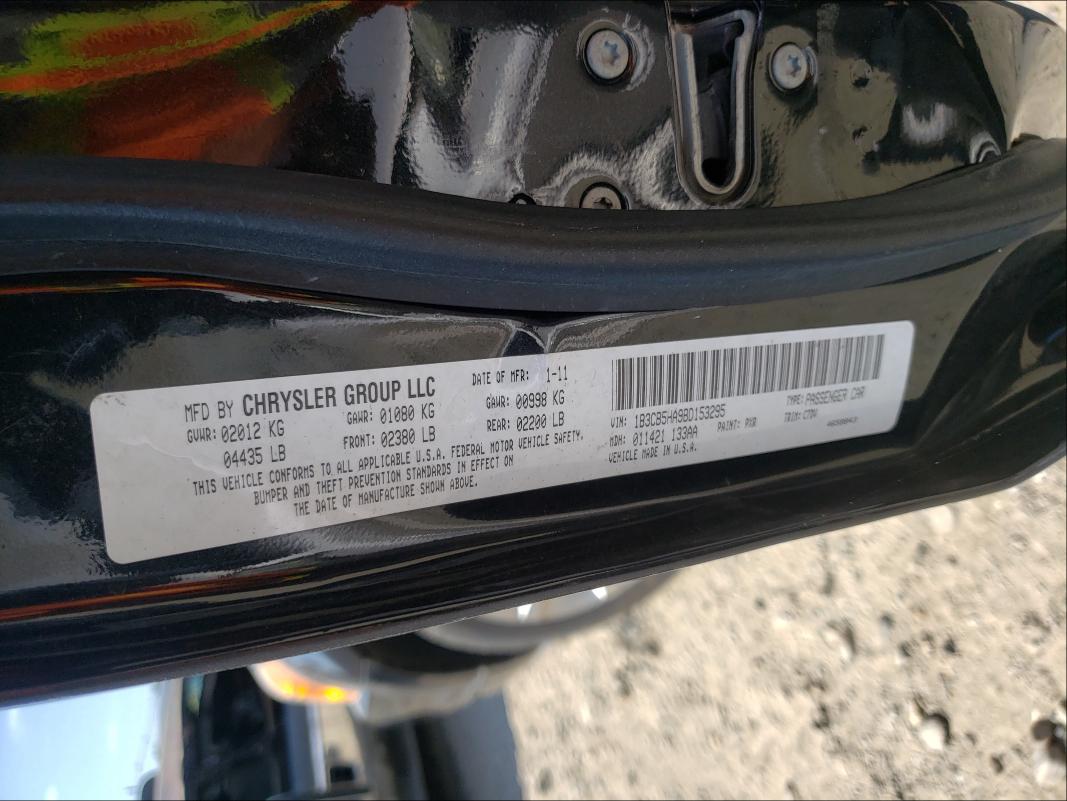 MFD BY CHRYSLER GROUP LLC DATE OF MFR: 1-11
GVWR: 02012 KG GAWR: 01080 KG GAWR: 00998 KG
04435 LB FRONT: 02380 LB REAR: 02200 LB
THIS VEHICLE CONFORMS TO ALL APPLICABLE U.S.A. FEDERAL MOTOR VEHICLE SAFETY,
BUMPER AND THEFT PREVENTION STANDARDS IN EFFECT ON
THE DATE OF MANUFACTURE SHOWN ABOVE.
VIN: 1B3CB5HA9BD153295 TYPE: PASSENGER CAR
MDH: 011421 133AA PAINT: PXR TRIM: C7DV
VEHICLE MADE IN U.S.A.